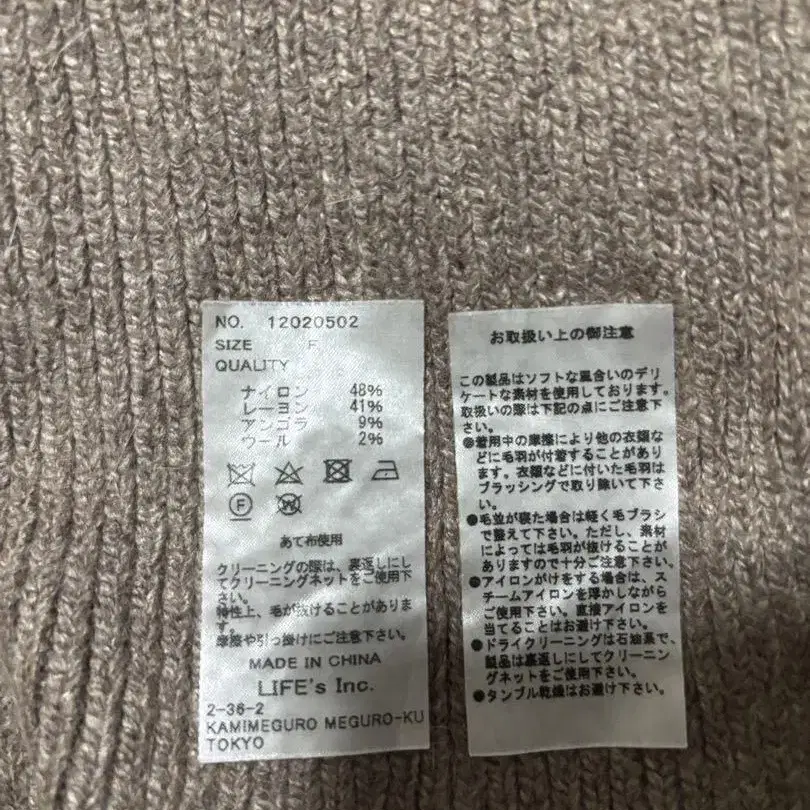 NO. 12020502
SIZE F
QUALITY
ナイロン 48%
レーヨン 41%
アンゴラ 9%
ウール 2%
F
W
あて布使用
クリーニングの際は、裏返しにし
てクリーニングネットをご使用下
さい。
特性上、毛が抜けることがありま
す。
摩擦や引っ掛けにご注意下さい。
MADE IN CHINA
LIFE's Inc.
2-36-2
KAMIMEGURO MEGURO-KU
TOKYO
お取扱い上の御注意
この製品はソフトな風合いのデリ
ケートな素材を使用しております。
取扱いの際は下記の点にご注意下
さい。
●着用中の摩擦により他の衣類な
どに毛羽が付着することがあり
ます。衣類などに付いた毛羽は
ブラッシングで取り除いて下さ
い。
●毛並が寝た場合は軽く毛ブラシ
で整えて下さい。ただし、素材
によっては毛羽が抜けることが
ありますので十分ご注意下さい。
●アイロンがけをする場合は、ス
チームアイロンを浮かしながら
ご使用下さい。直接アイロンを
当てることはお避け下さい。
●ドライクリーニングは石油系で、
製品は裏返しにしてクリーニン
グネットをご使用下さい。
●タンブル乾燥はお避け下さい。